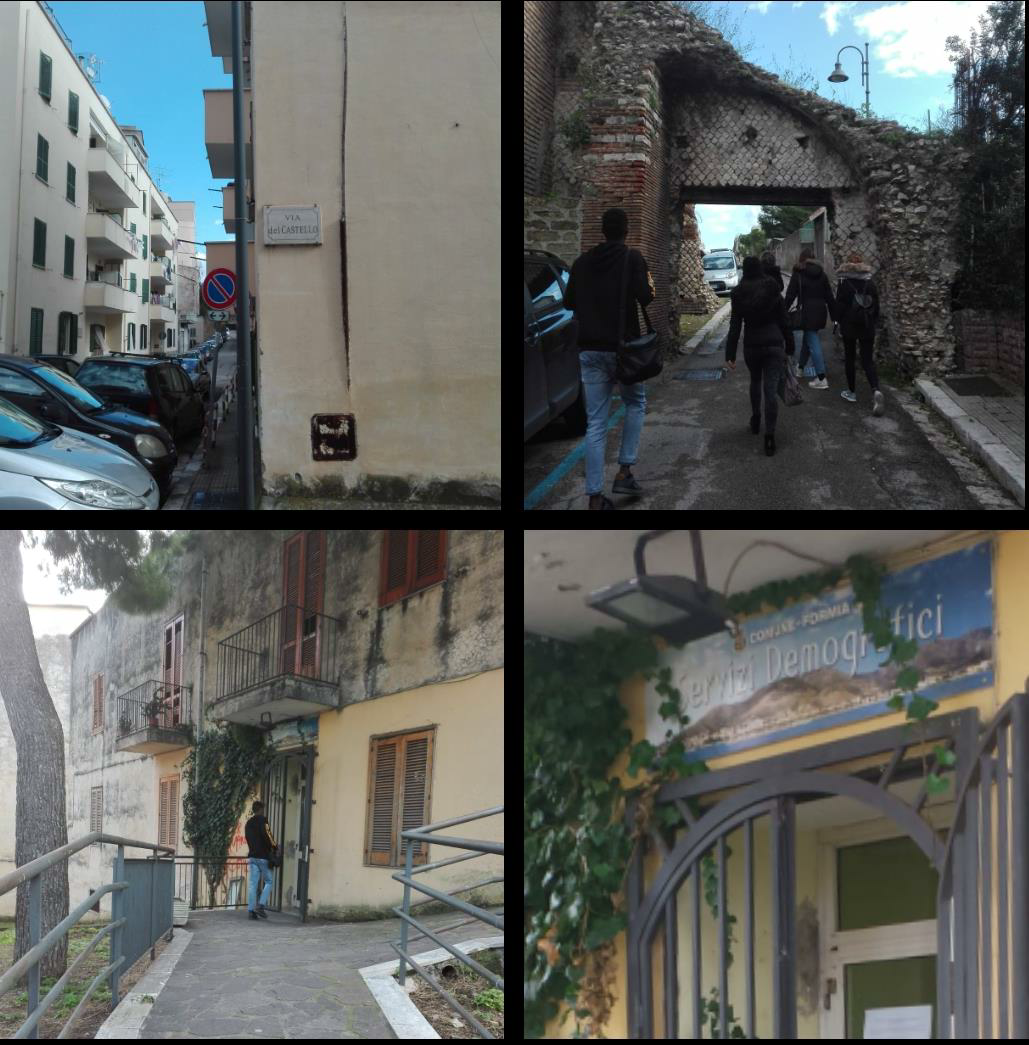 VIA
del CASTELLO
COMUNE-FORMIA
Servizi Demografici